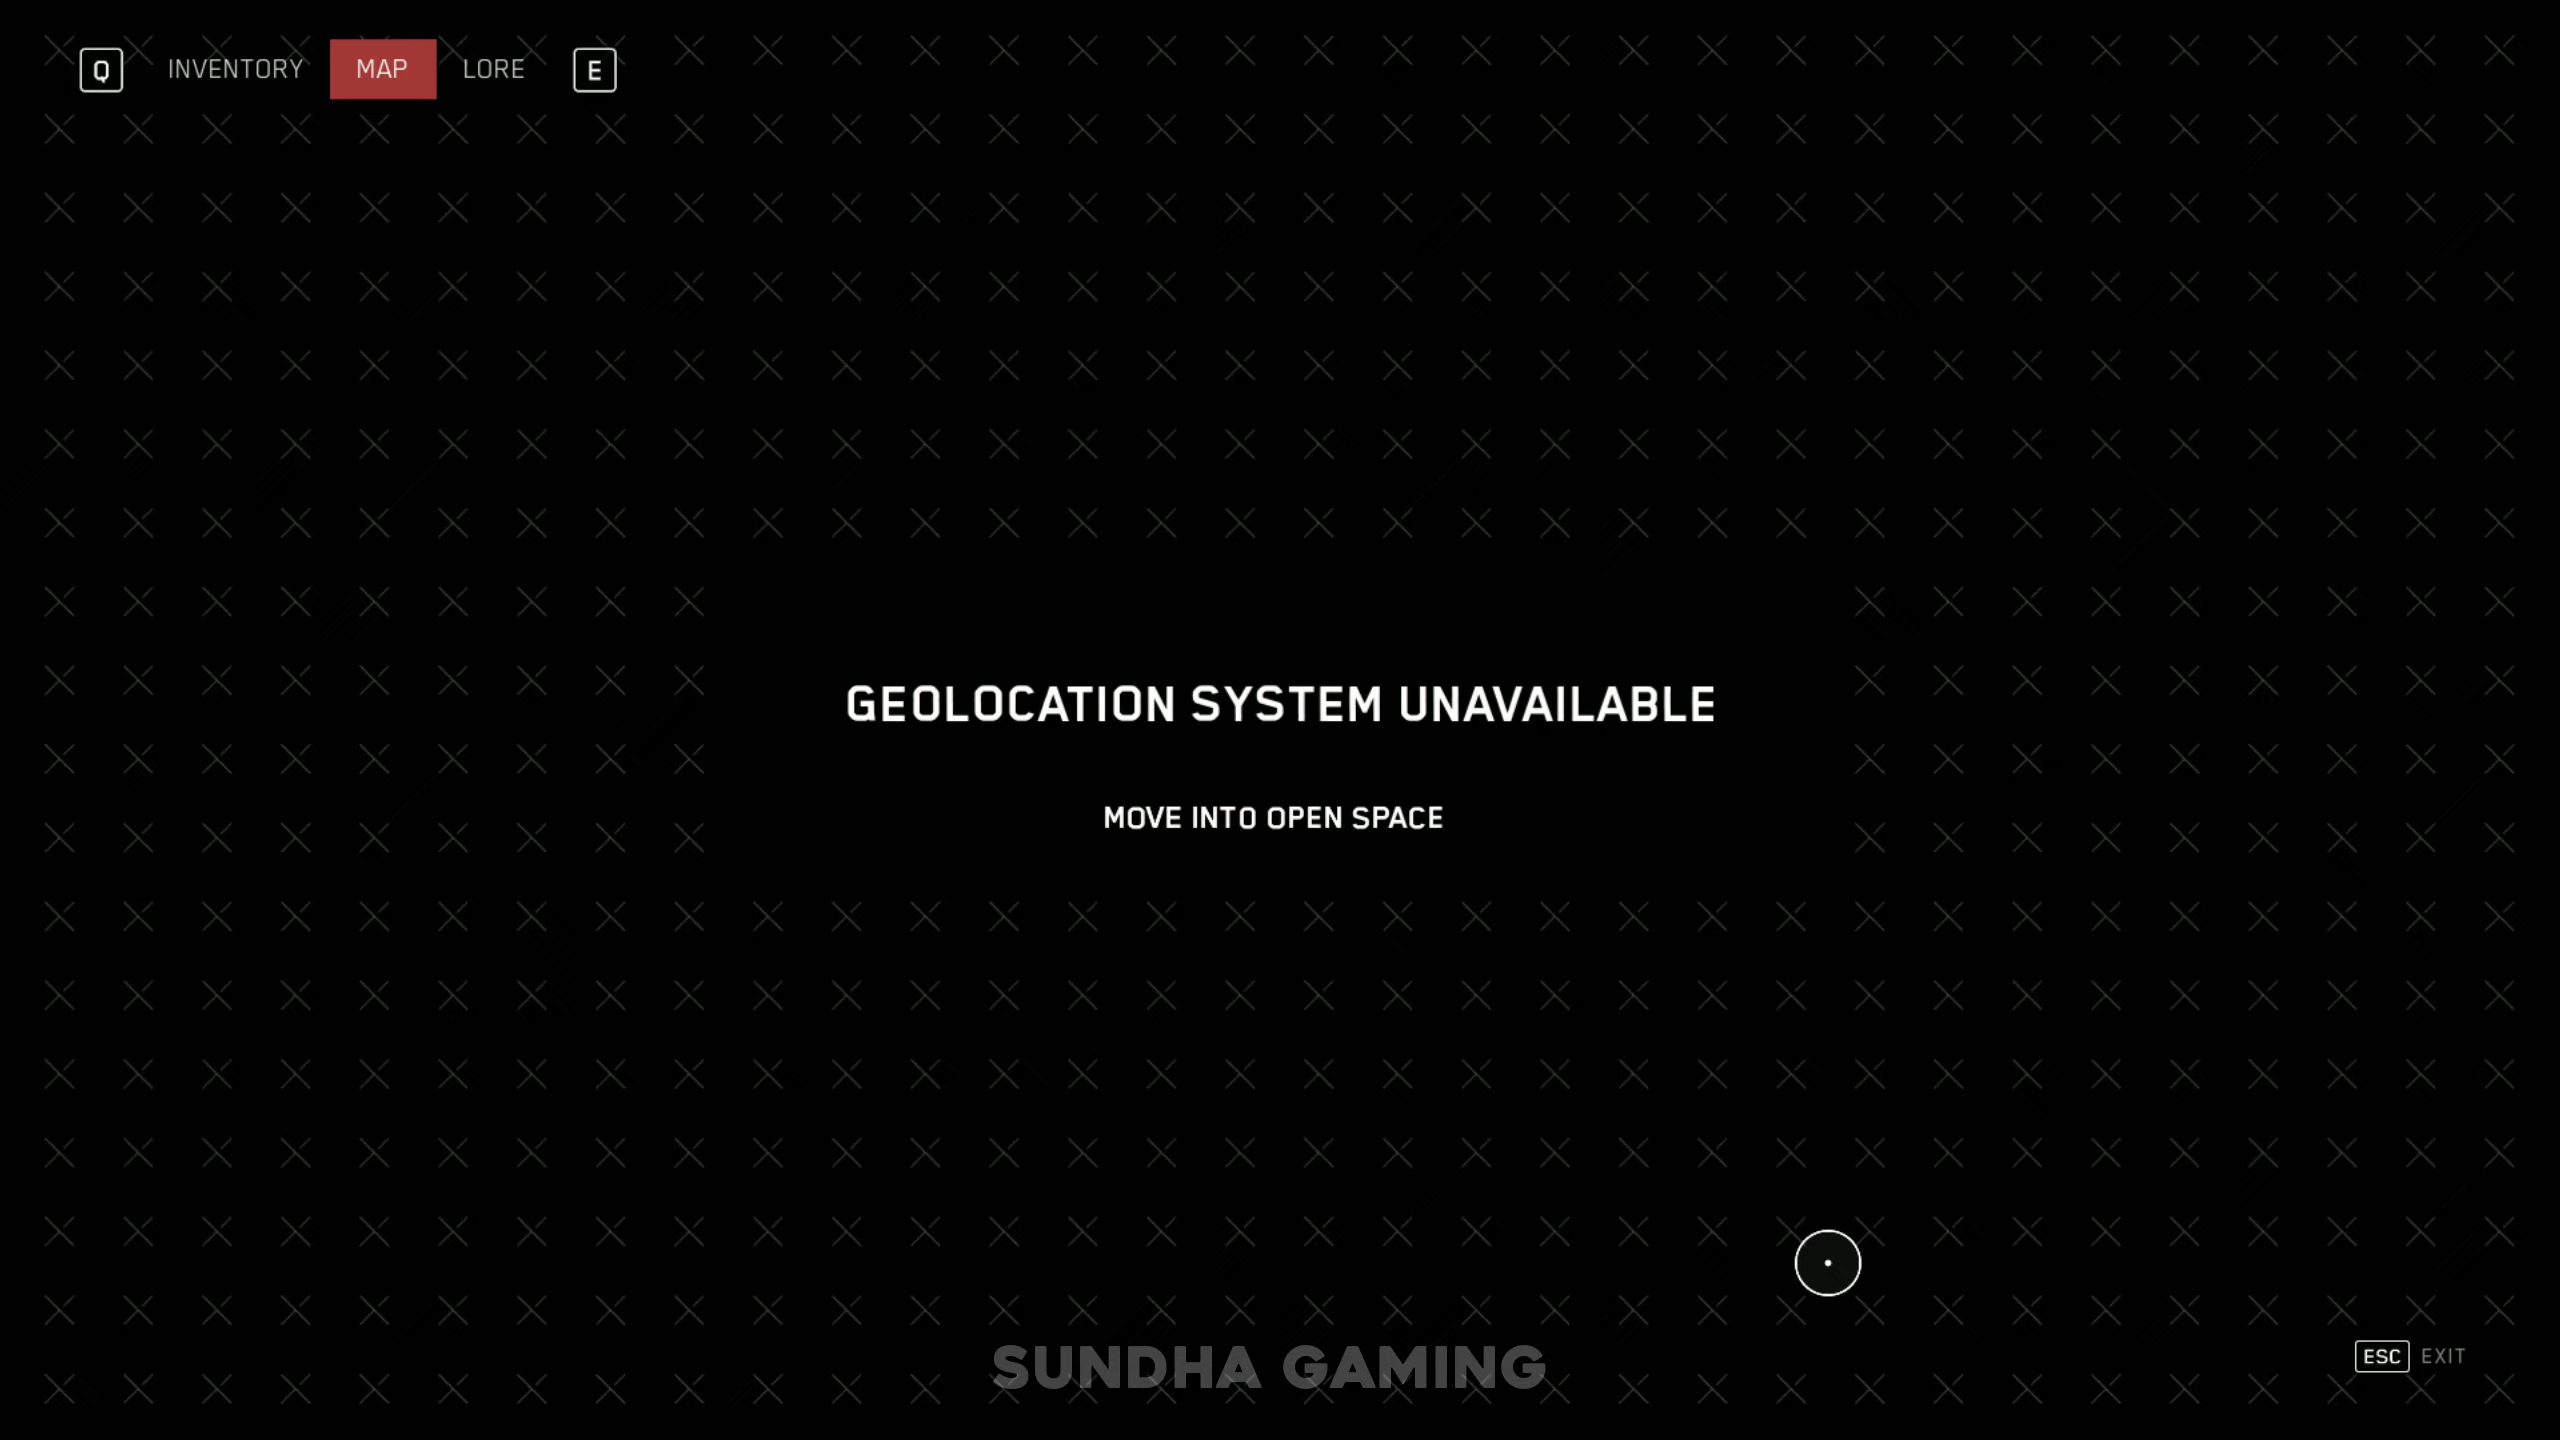 Q INVENTORY MAP LORE E
GEOLOCATION SYSTEM UNAVAILABLE
MOVE INTO OPEN SPACE
SUNDHA GAMING
ESC EXIT